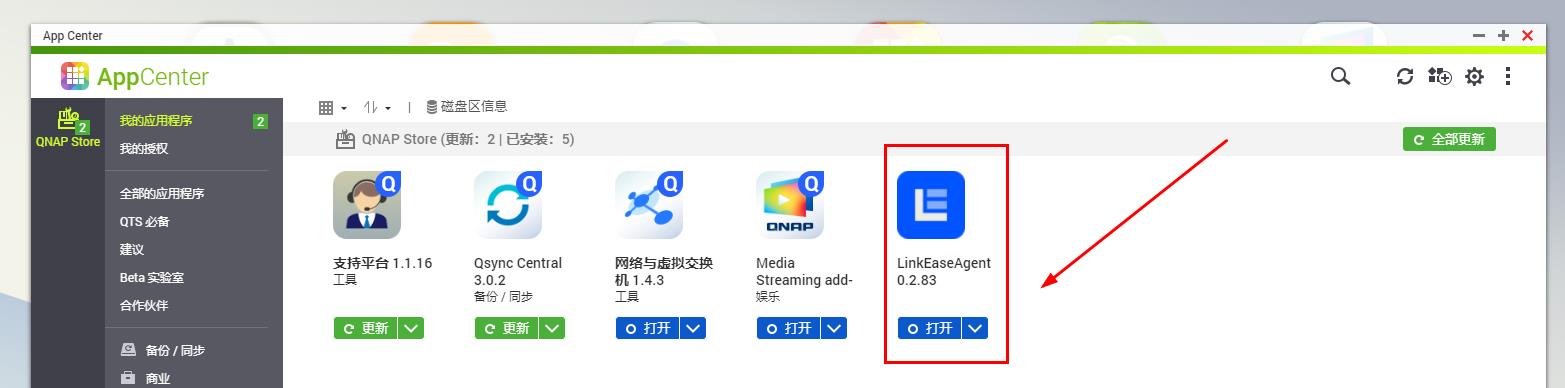 App Center
AppCenter
2
QNAP Store
我的应用程序 2
我的授权
全部的应用程序
QTS 必备
建议
Beta 实验室
合作伙伴
备份 / 同步
商业
磁盘区信息
QNAP Store (更新：2 | 已安装：5)
全部更新
Q
支持平台 1.1.16
工具
更新
Q
Qsync Central
3.0.2
备份 / 同步
更新
Q
网络与虚拟交换
机 1.4.3
工具
打开
Q
QNAP
Media
Streaming add-
娱乐
打开
LE
LinkEaseAgent
0.2.83
打开